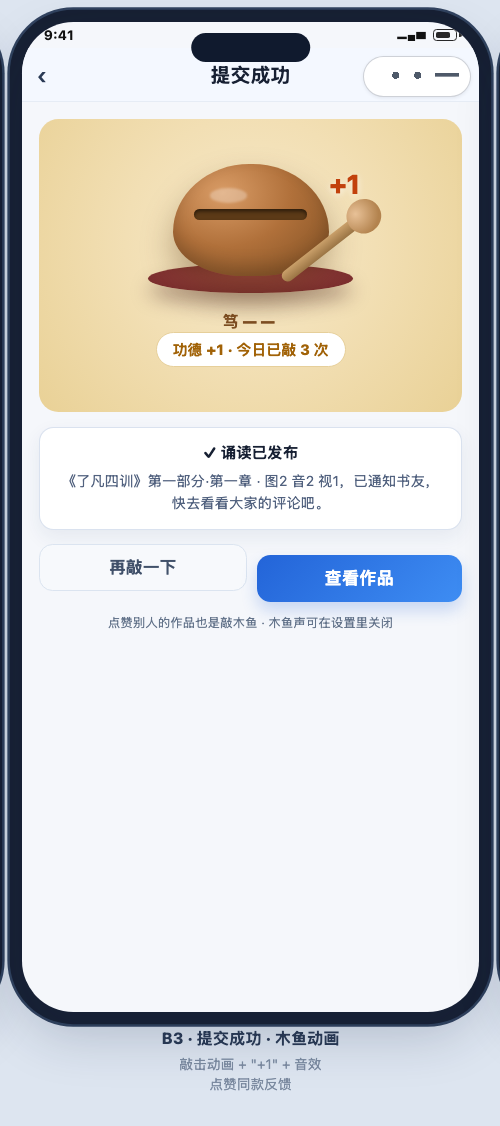 9:41
提交成功
+1
笃 — —
功德 +1 · 今日已敲 3 次
✓ 诵读已发布
《了凡四训》第一部分·第一章 · 图2 音2 视1，已通知书友，
快去看看大家的评论吧。
再敲一下
查看作品
点赞别人的作品也是敲木鱼 · 木鱼声可在设置里关闭
B3 · 提交成功 · 木鱼动画
敲击动画 + "+1" + 音效
点赞同款反馈